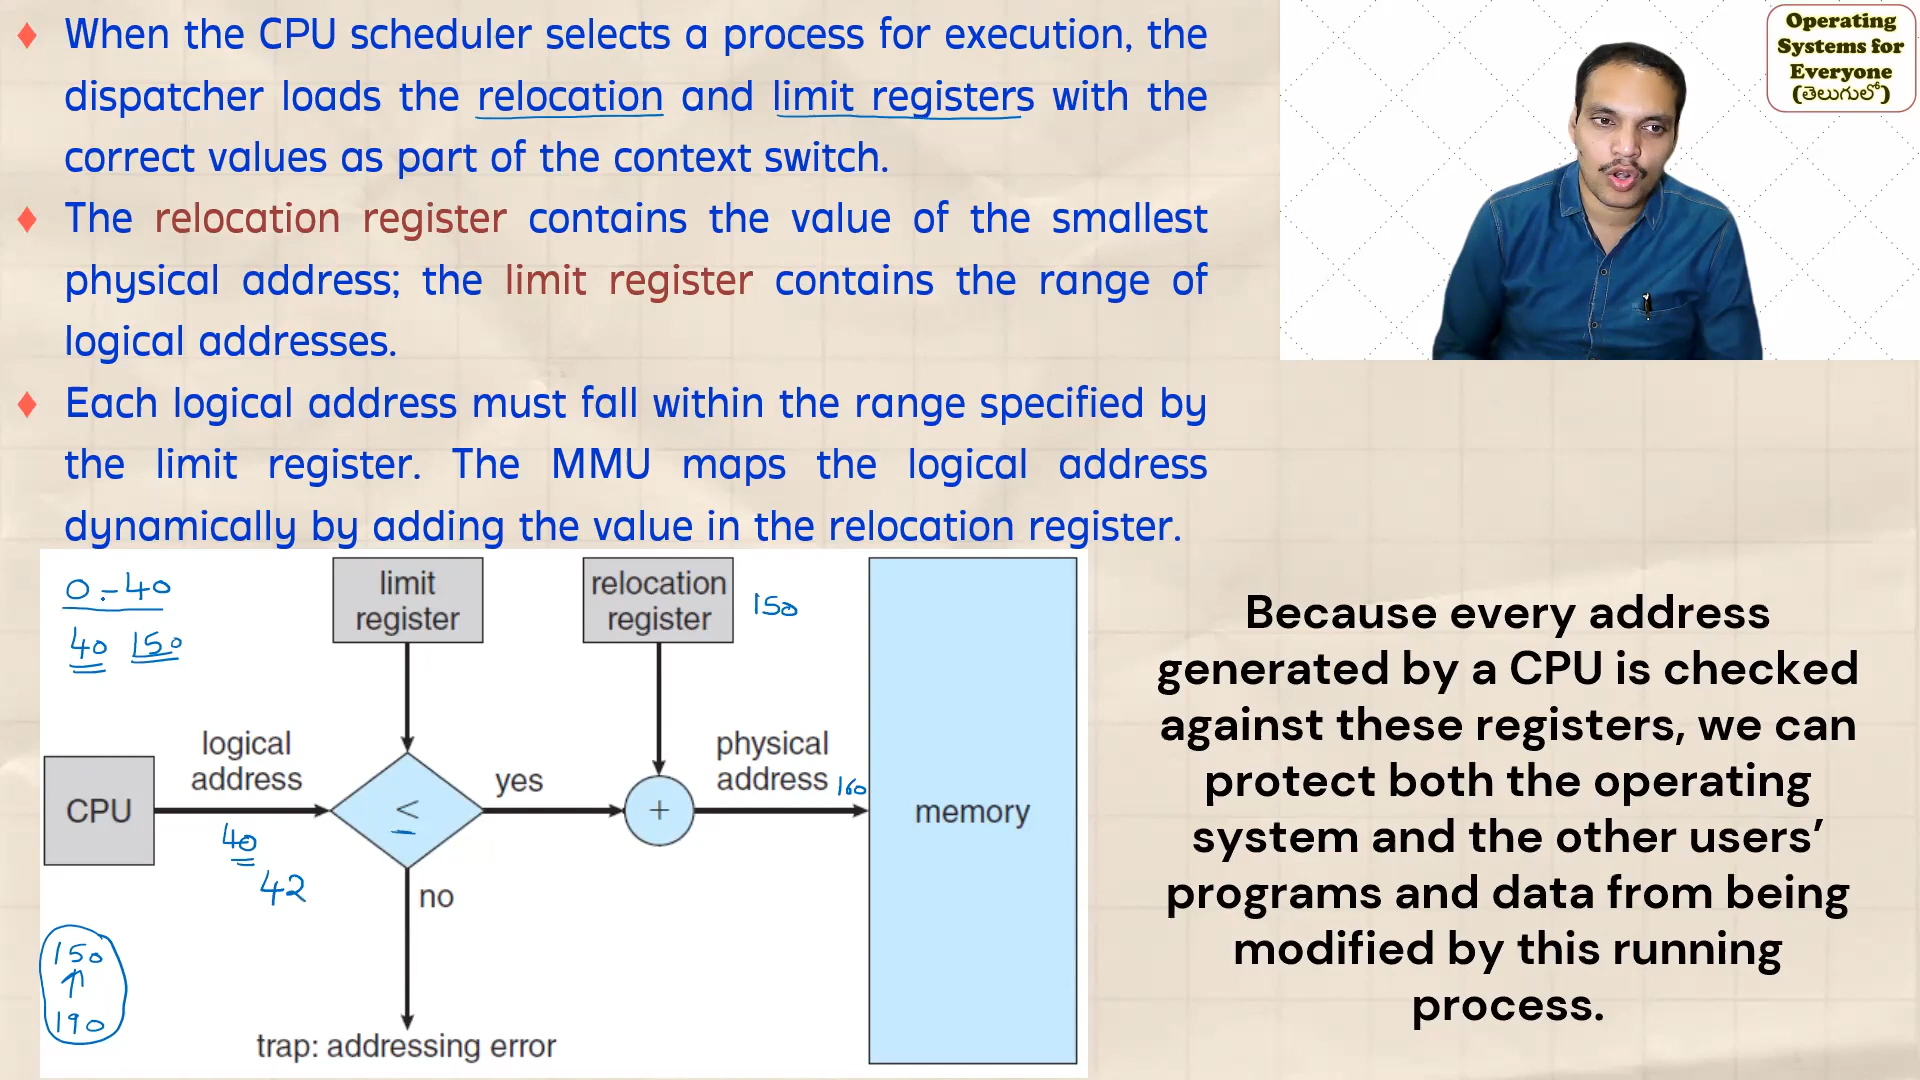 When the CPU scheduler selects a process for execution, the
dispatcher loads the relocation and limit registers with the
correct values as part of the context switch.
The relocation register contains the value of the smallest
physical address; the limit register contains the range of
logical addresses.
Each logical address must fall within the range specified by
the limit register. The MMU maps the logical address
dynamically by adding the value in the relocation register.
Operating
Systems for
Everyone
(తెలుగులో)
0 - 40
40 150
limit
register
relocation
register
150
CPU
logical
address
40
42
<
yes
no
+
physical
address 160
memory
trap: addressing error
150
↑
190
Because every address
generated by a CPU is checked
against these registers, we can
protect both the operating
system and the other users’
programs and data from being
modified by this running
process.